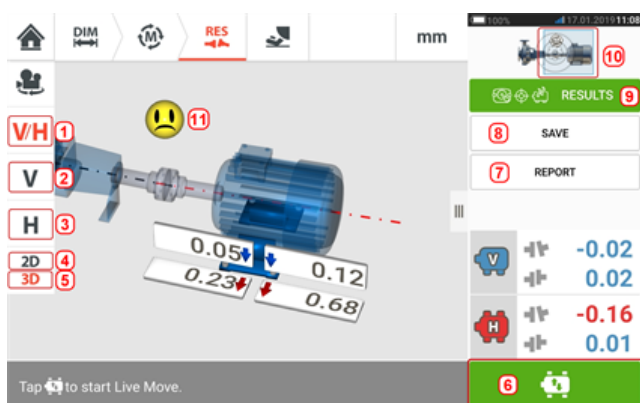 DIM
M
RES
mm
100%
17.01.2019 11:08
10
RESULTS 9
V/H 1
V 2
H 3
2D 4
3D 5
11
8 SAVE
7 REPORT
0.05 0.12
0.23 0.68
V -0.02
0.02
H -0.16
0.01
Tap to start Live Move.
6